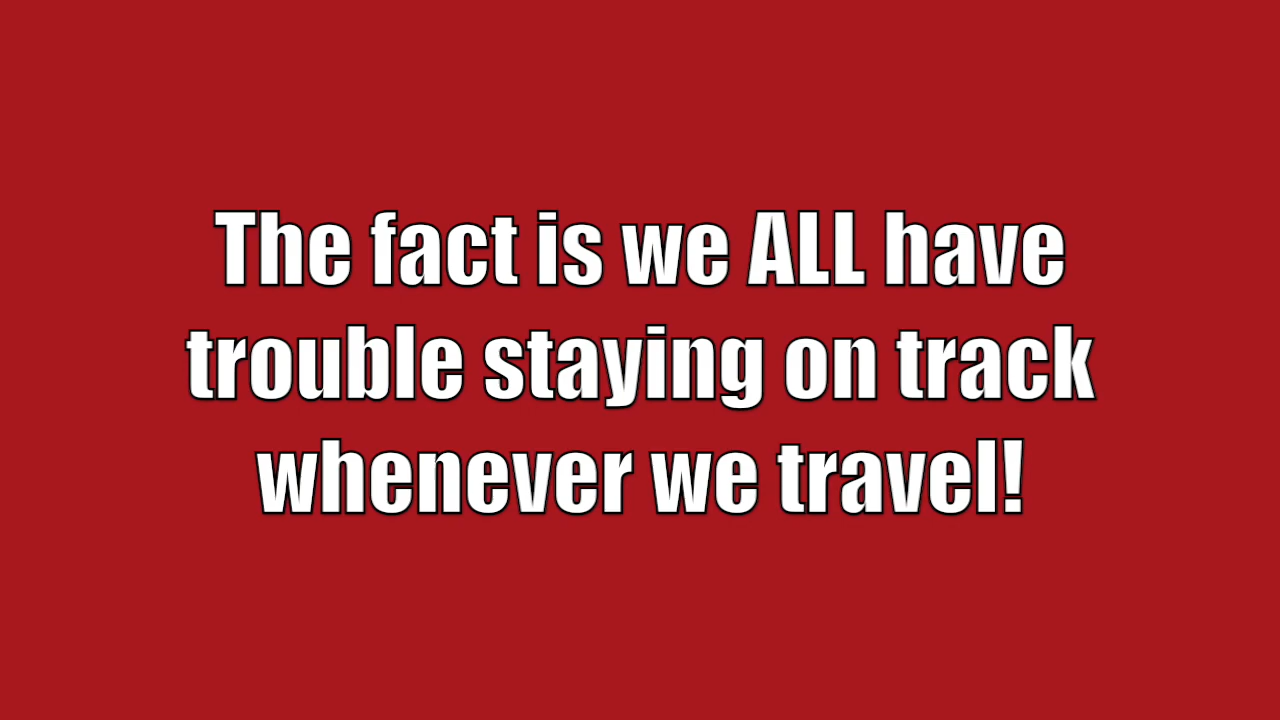 The fact is we ALL have
trouble staying on track
whenever we travel!